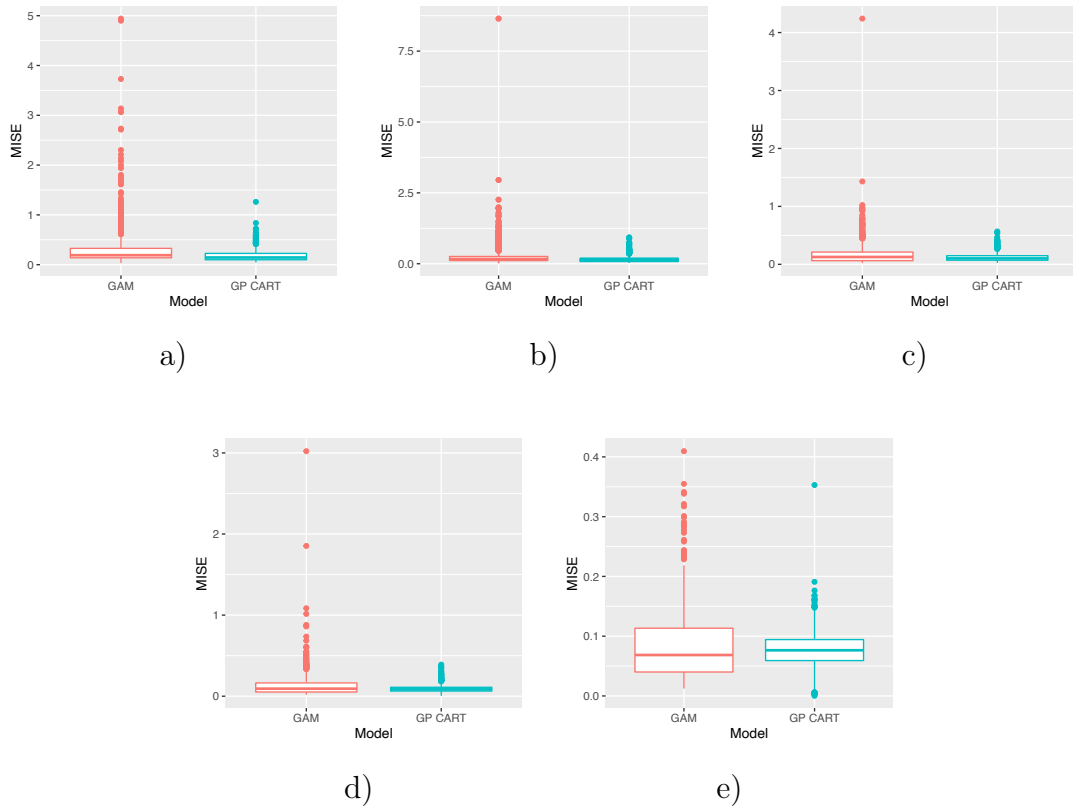 MISE
5
4
3
2
1
0
GAM
GP CART
Model
a)
MISE
7.5
5.0
2.5
0.0
GAM
GP CART
Model
b)
MISE
4
3
2
1
0
GAM
GP CART
Model
c)
MISE
3
2
1
0
GAM
GP CART
Model
d)
MISE
0.4
0.3
0.2
0.1
0.0
GAM
GP CART
Model
e)